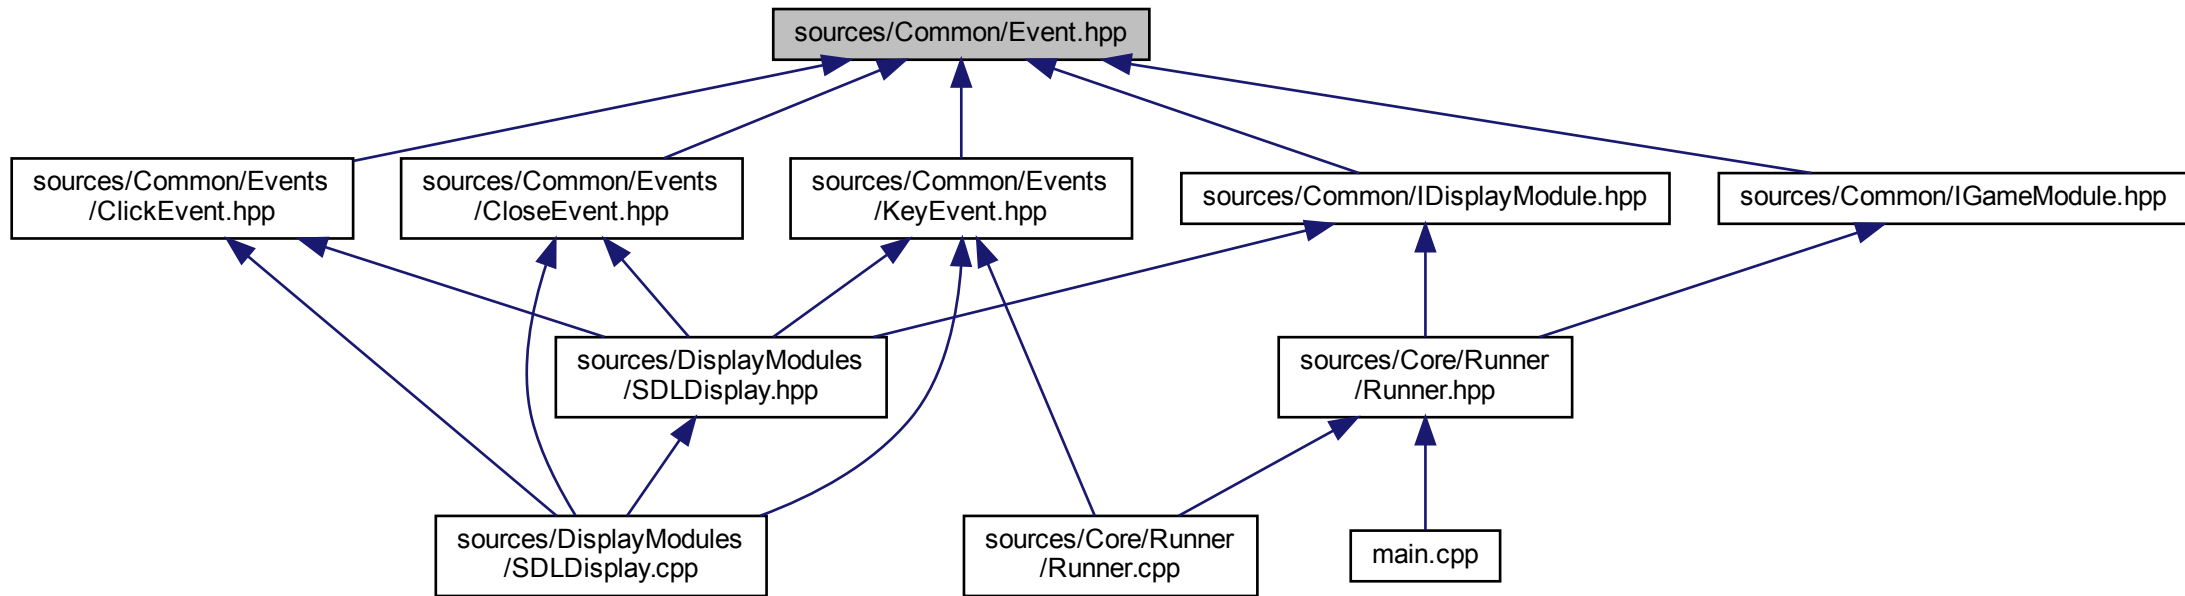 sources/Common/Event.hpp
sources/Common/Events
/ClickEvent.hpp
sources/Common/Events
/CloseEvent.hpp
sources/Common/Events
/KeyEvent.hpp
sources/Common/IDisplayModule.hpp
sources/Common/IGameModule.hpp
sources/DisplayModules
/SDLDisplay.hpp
sources/Core/Runner
/Runner.hpp
sources/DisplayModules
/SDLDisplay.cpp
sources/Core/Runner
/Runner.cpp
main.cpp